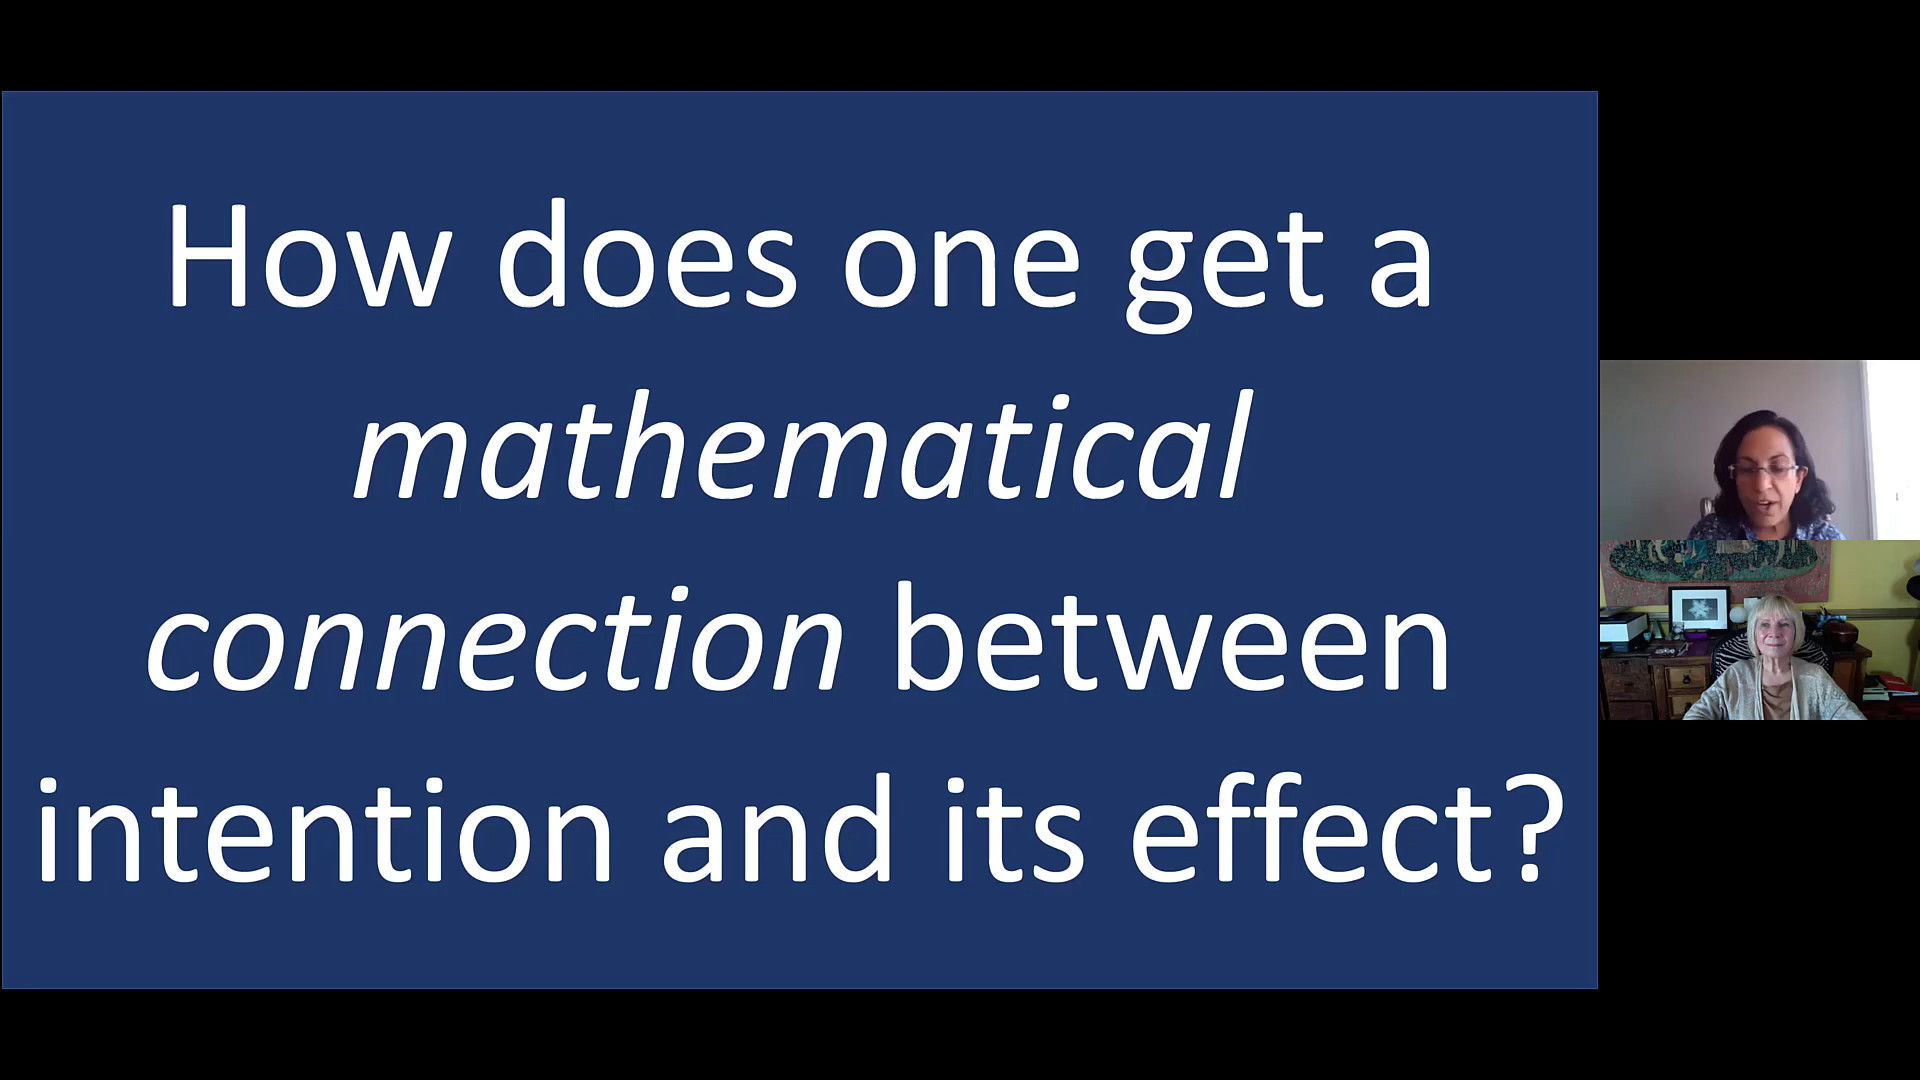 How does one get a
mathematical
connection between
intention and its effect?